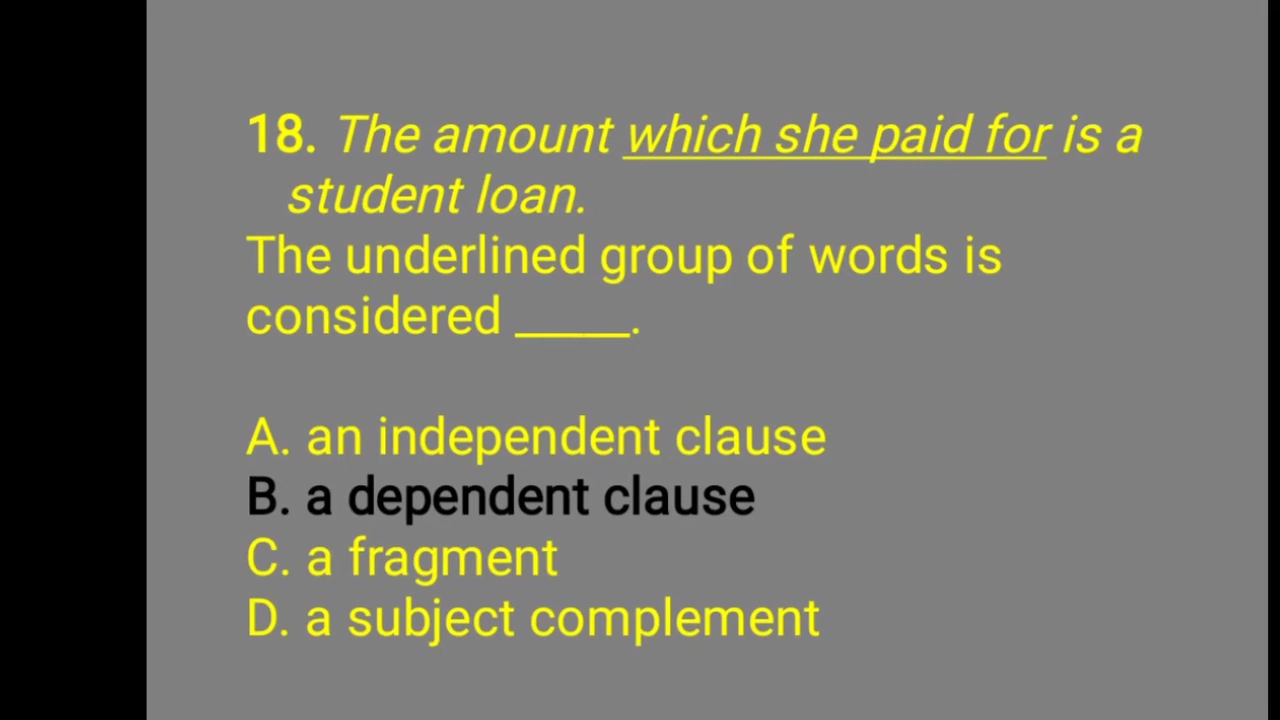 18. The amount which she paid for is a
student loan.
The underlined group of words is
considered _____.
A. an independent clause
B. a dependent clause
C. a fragment
D. a subject complement